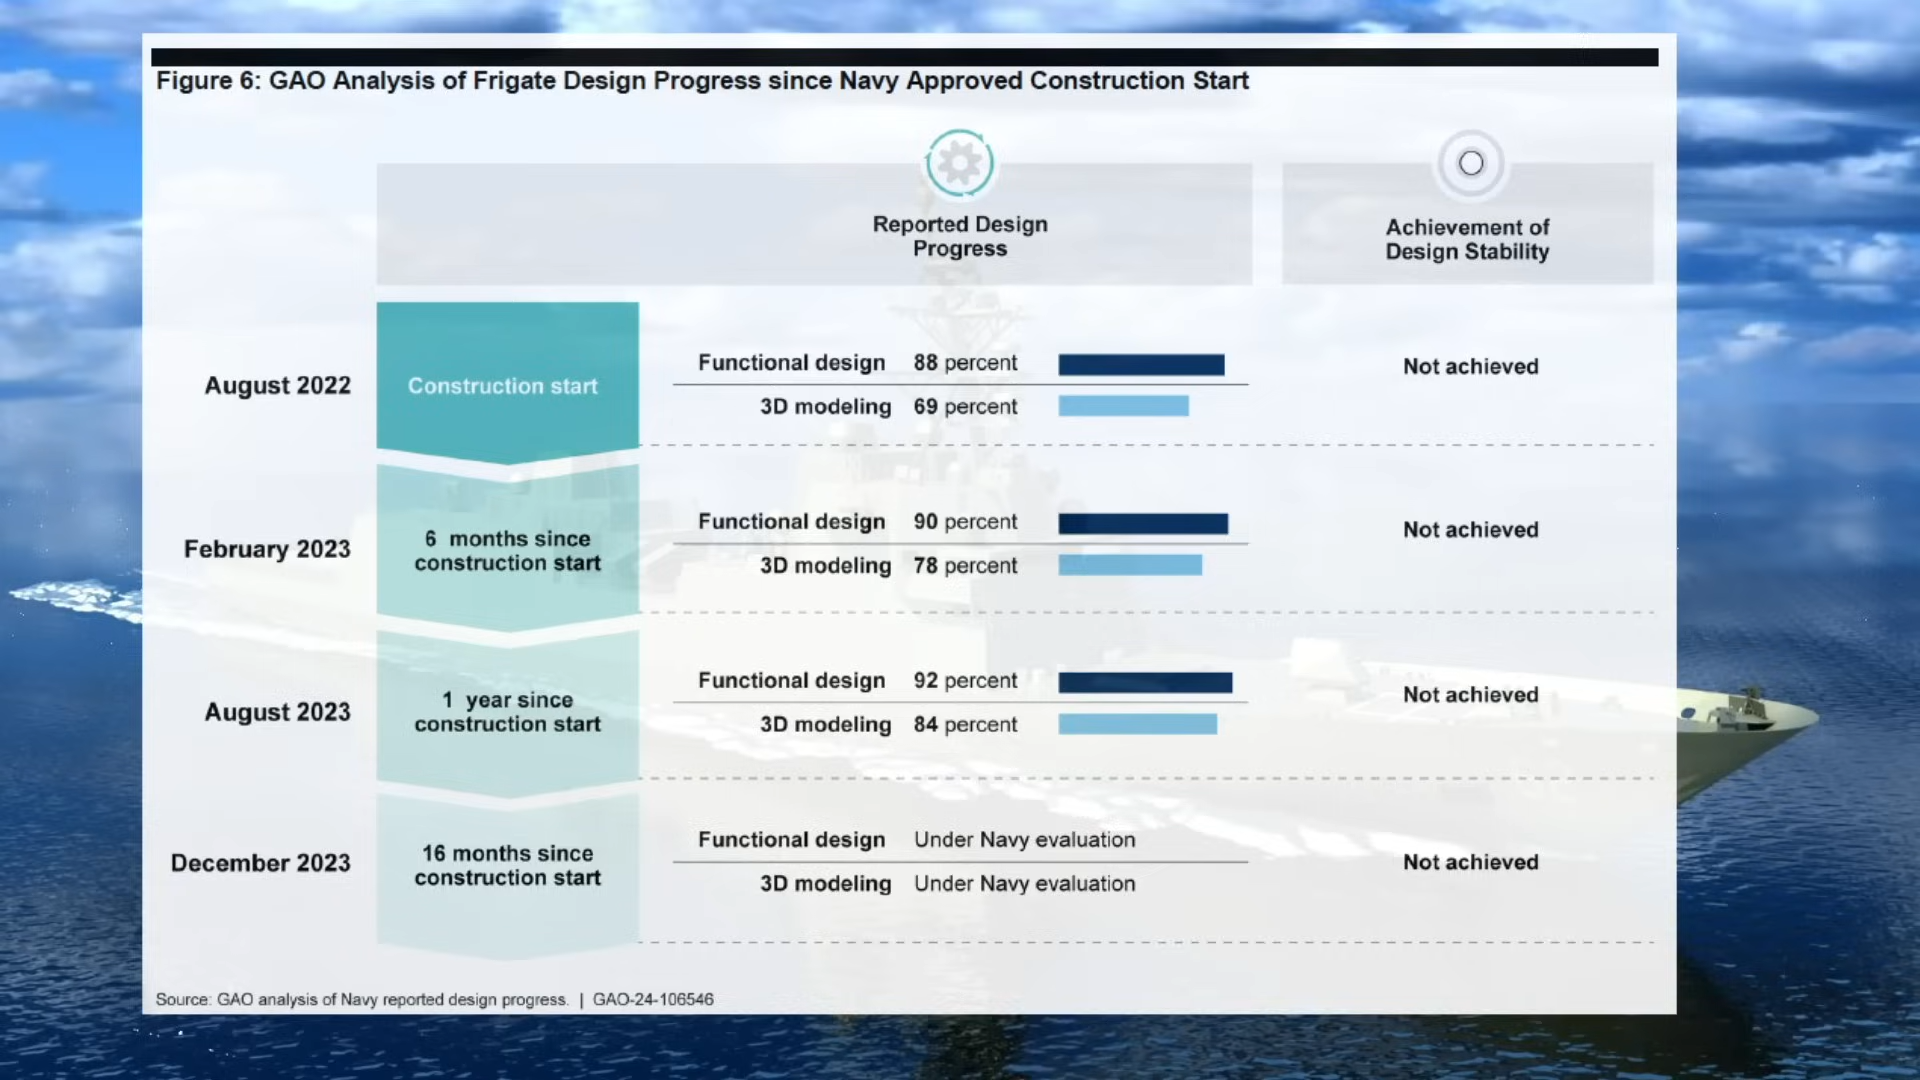 Figure 6: GAO Analysis of Frigate Design Progress since Navy Approved Construction Start
Reported Design
Progress
Achievement of
Design Stability
August 2022
Construction start
Functional design 88 percent
3D modeling 69 percent
Not achieved
February 2023
6 months since
construction start
Functional design 90 percent
3D modeling 78 percent
Not achieved
August 2023
1 year since
construction start
Functional design 92 percent
3D modeling 84 percent
Not achieved
December 2023
16 months since
construction start
Functional design Under Navy evaluation
3D modeling Under Navy evaluation
Not achieved
Source: GAO analysis of Navy reported design progress. | GAO-24-106546